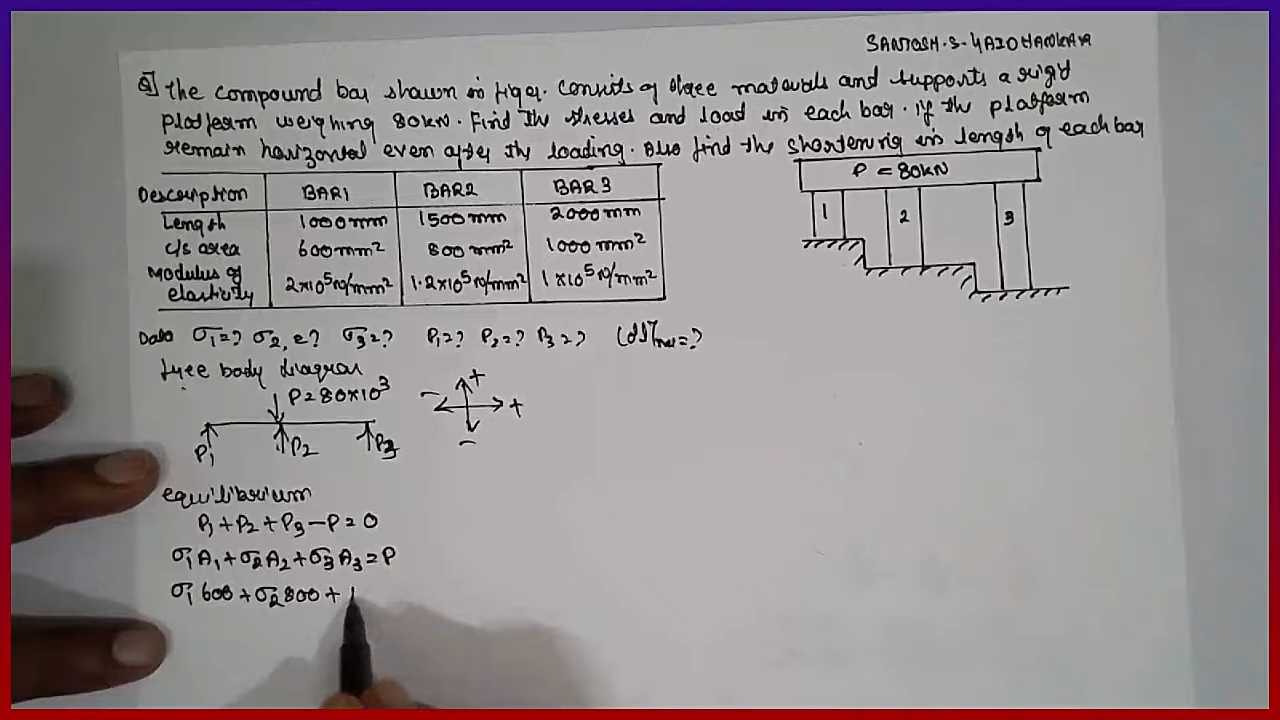 SANTOSH.S.
Q] The compound bar shown in figer. Consits of three materials and supports a rigid
platform weighing 80kN. Find The stresses and load in each bar. if the platform
remain horizontal even after the loading. Also find the shortening in length of each bar
Description BAR1 BAR2 BAR3
Length 1000mm 1500mm 2000mm
c/s area 600mm² 800mm² 1000mm²
Modulus of
elasticity 2×10⁵N/mm² 1.2×10⁵N/mm² 1×10⁵N/mm²
P = 80kN
1 2 3
Data σ1=? σ2=? σ3=? P1=? P2=? P3=?
free body diagram
P=80×10³
+ - + -
P1 P2 P3
equilibrium
P1+P2+P3-P=0
σ1A1+σ2A2+σ3A3=P
σ1 600+σ2 800+